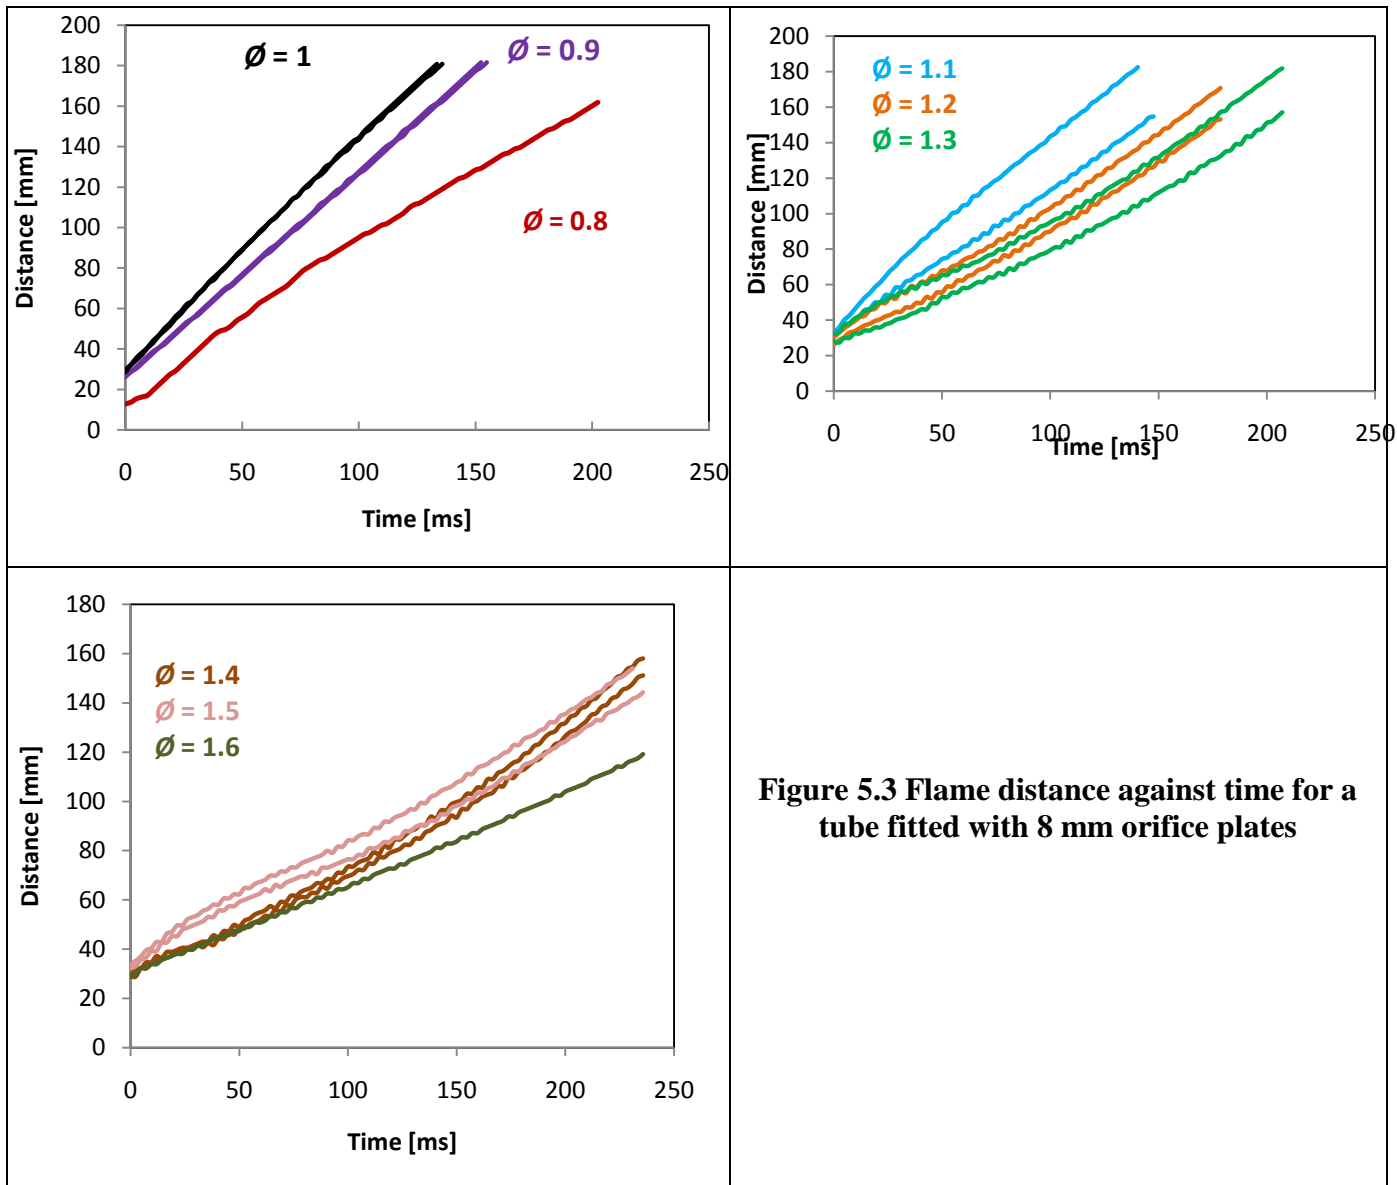 200
180
160
140
120
100
80
60
40
20
0
Distance [mm]
Ø = 1
Ø = 0.9
Ø = 0.8
0 50 100 150 200 250
Time [ms]
200
180
160
140
120
100
80
60
40
20
0
Distance [mm]
Ø = 1.1
Ø = 1.2
Ø = 1.3
0 50 100 150 200 250
Time [ms]
180
160
140
120
100
80
60
40
20
0
Distance [mm]
Ø = 1.4
Ø = 1.5
Ø = 1.6
0 50 100 150 200 250
Time [ms]
Figure 5.3 Flame distance against time for a
tube fitted with 8 mm orifice plates